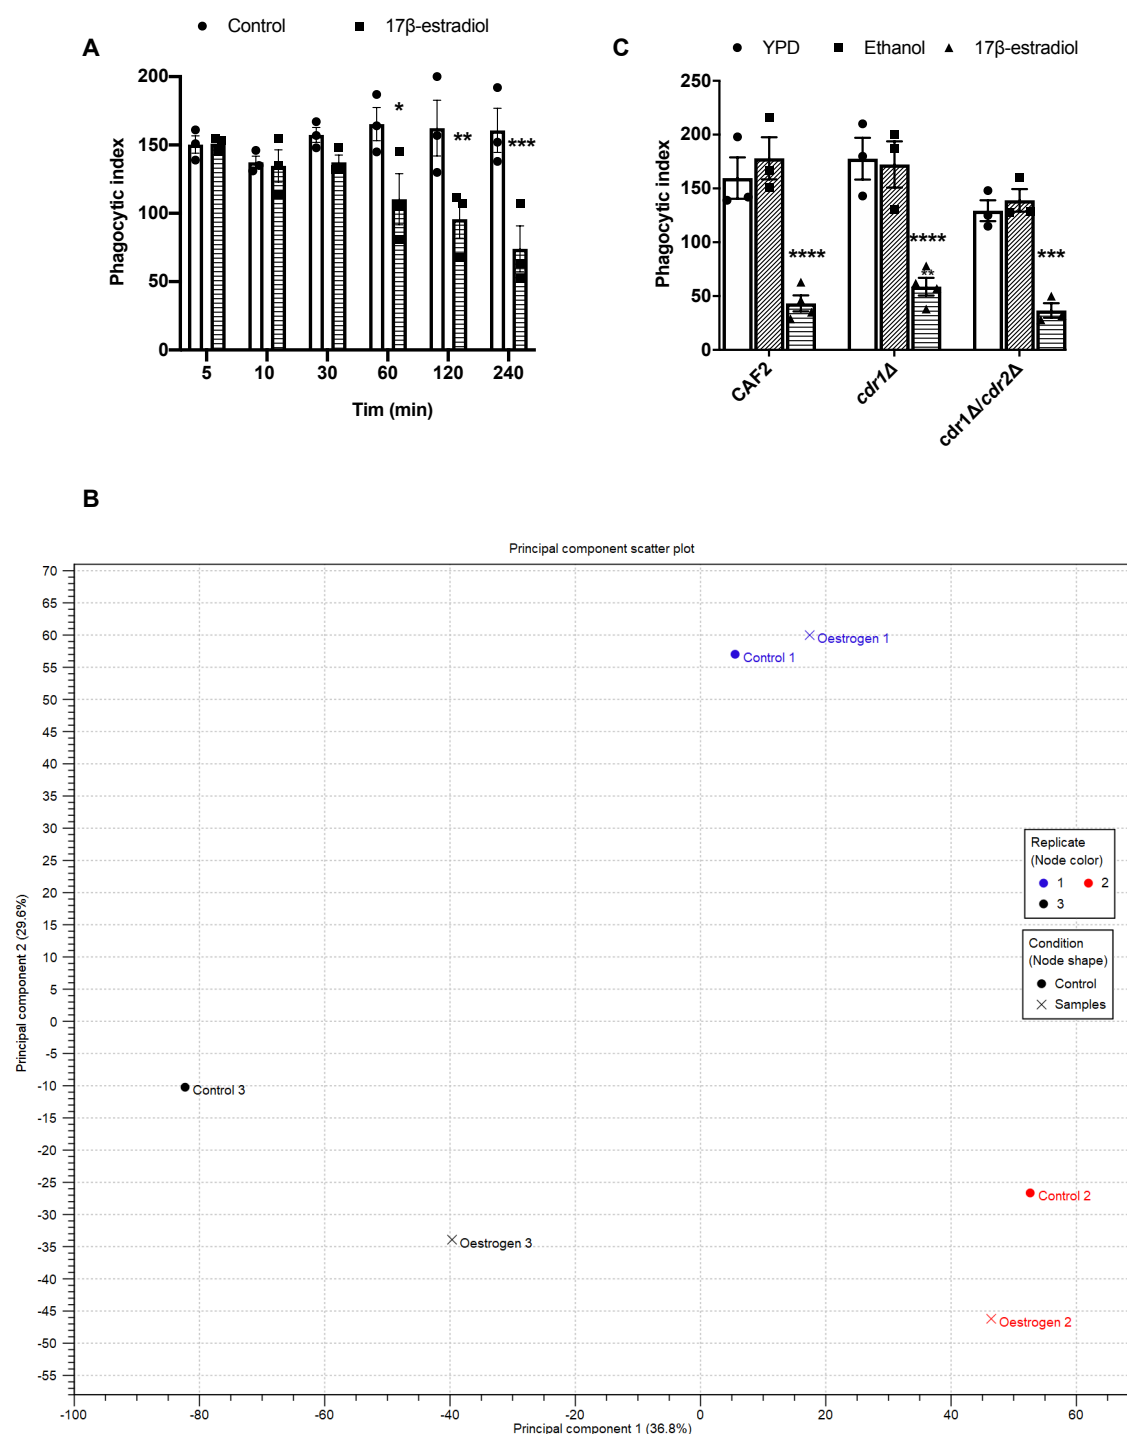 A
Control
17β-estradiol
Phagocytic index
200
150
100
50
0
*
**
***
5
10
30
60
120
240
Tim (min)
C
YPD
Ethanol
17β-estradiol
Phagocytic index
250
200
150
100
50
0
****
****
**
***
CAF2
cdr1Δ
cdr1Δ/cdr2Δ
B
Principal component scatter plot
Principal component 2 (29.6%)
70
65
60
55
50
45
40
35
30
25
20
15
10
5
0
-5
-10
-15
-20
-25
-30
-35
-40
-45
-50
-55
Oestrogen 1
Control 1
Control 3
Control 2
Oestrogen 3
Oestrogen 2
Replicate
(Node color)
1
2
3
Condition
(Node shape)
Control
Samples
-100
-80
-60
-40
-20
0
20
40
60
Principal component 1 (36.8%)